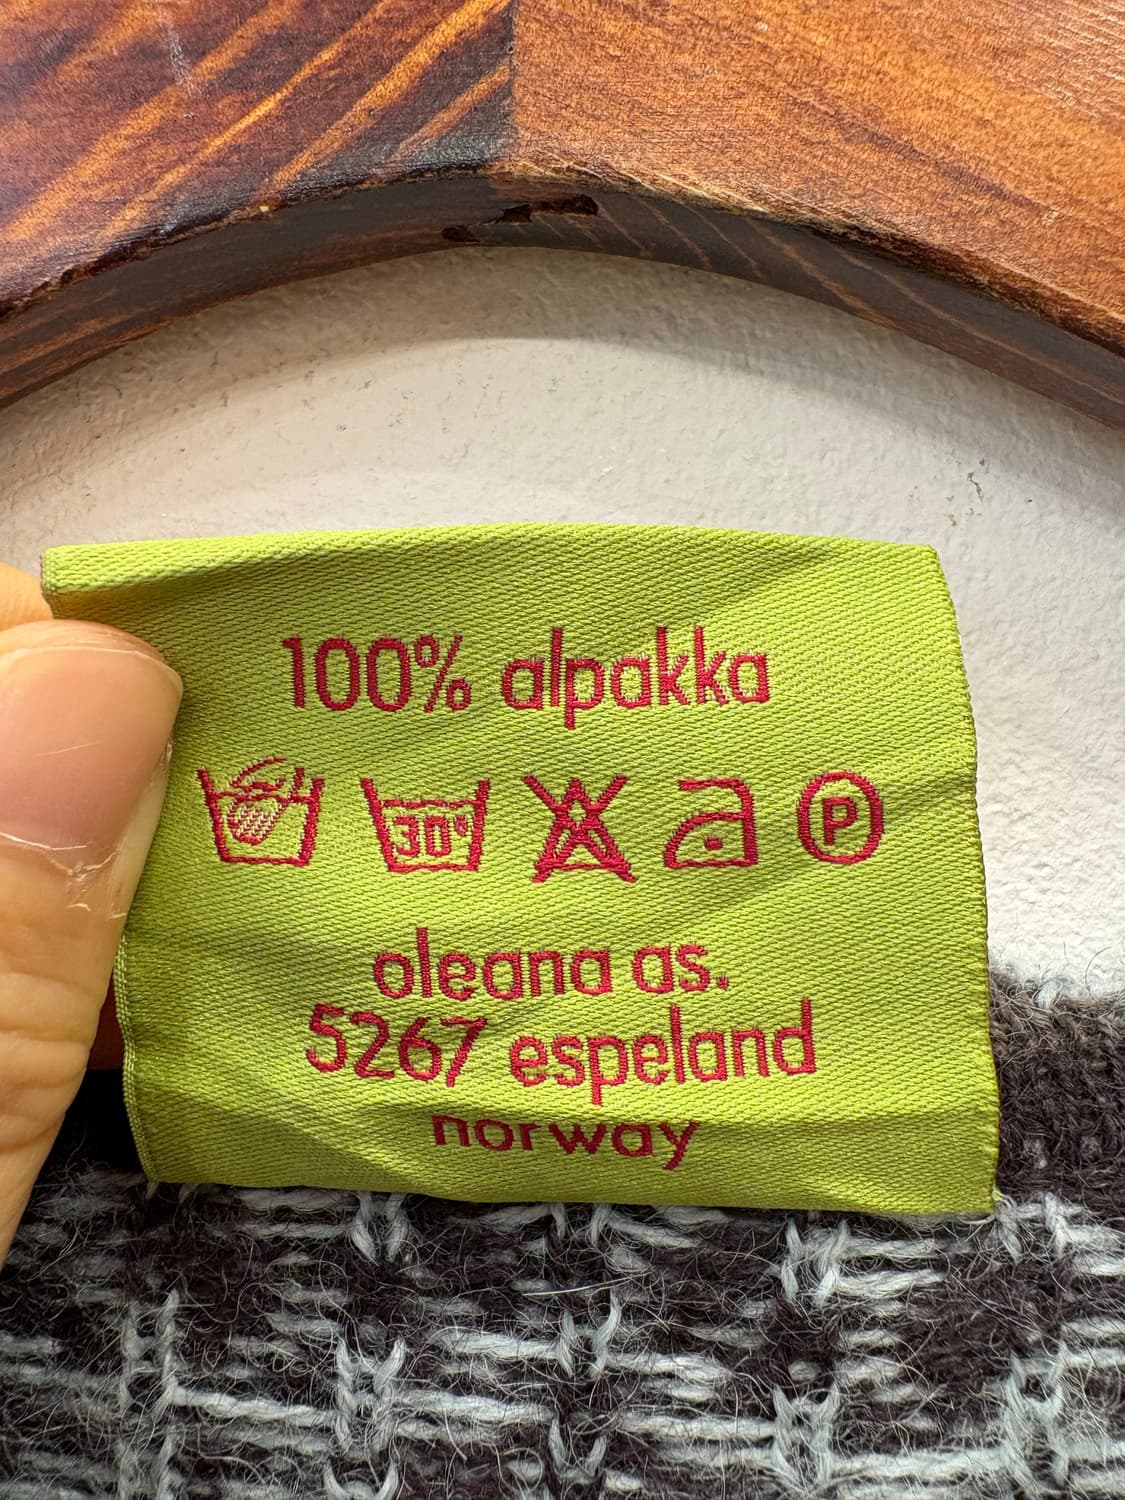 100% alpakka
30°
P
oleana as.
5267 espeland
norway